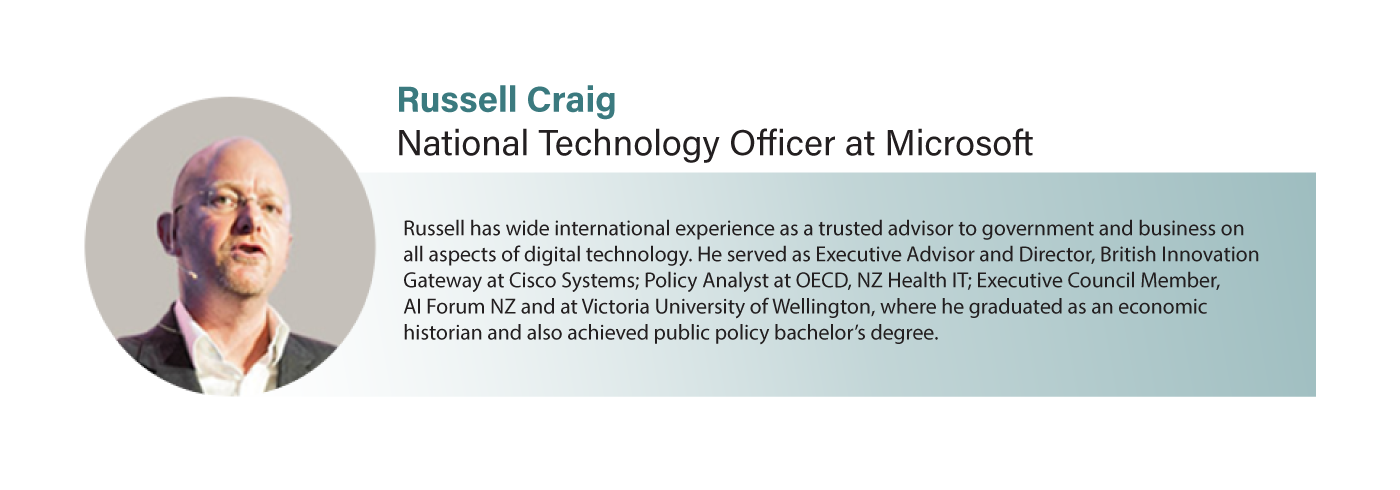 Russell Craig
National Technology Officer at Microsoft
Russell has wide international experience as a trusted advisor to government and business on
all aspects of digital technology. He served as Executive Advisor and Director, British Innovation
Gateway at Cisco Systems; Policy Analyst at OECD, NZ Health IT; Executive Council Member,
AI Forum NZ and at Victoria University of Wellington, where he graduated as an economic
historian and also achieved public policy bachelor’s degree.